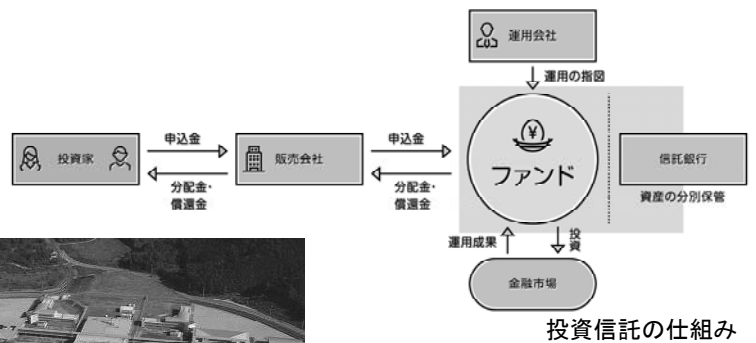 運用会社
運用の指図
投資家
申込金
分配金・
償還金
販売会社
申込金
分配金・
償還金
¥
ファンド
信託銀行
資産の分別保管
運用成果
投資
金融市場
投資信託の仕組み